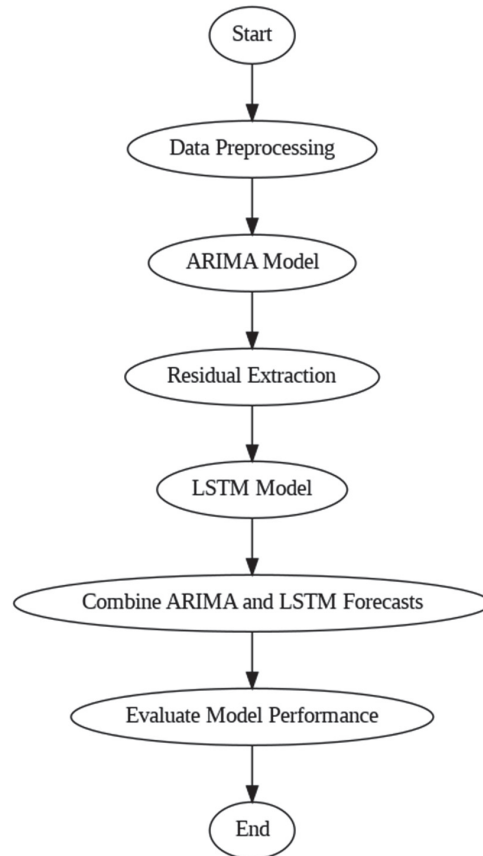 Start
Data Preprocessing
ARIMA Model
Residual Extraction
LSTM Model
Combine ARIMA and LSTM Forecasts
Evaluate Model Performance
End